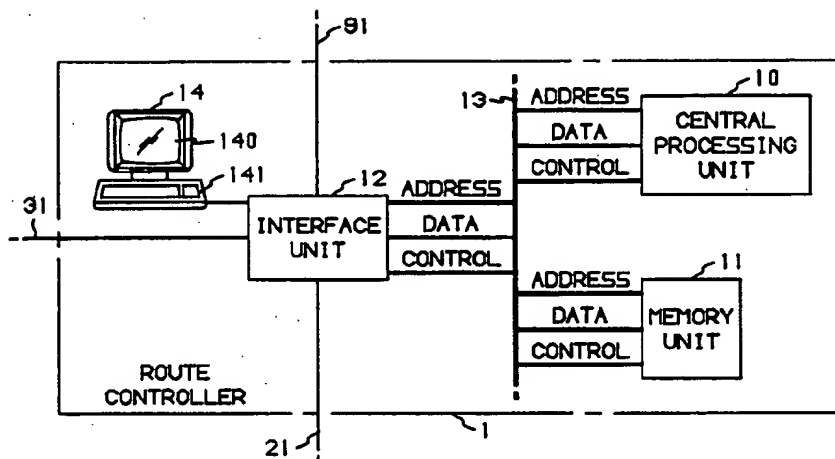 91
14
140
141
31
12
INTERFACE
UNIT
ADDRESS
DATA
CONTROL
13
ADDRESS
DATA
CONTROL
10
CENTRAL
PROCESSING
UNIT
ADDRESS
DATA
CONTROL
11
MEMORY
UNIT
ROUTE
CONTROLLER
21
1